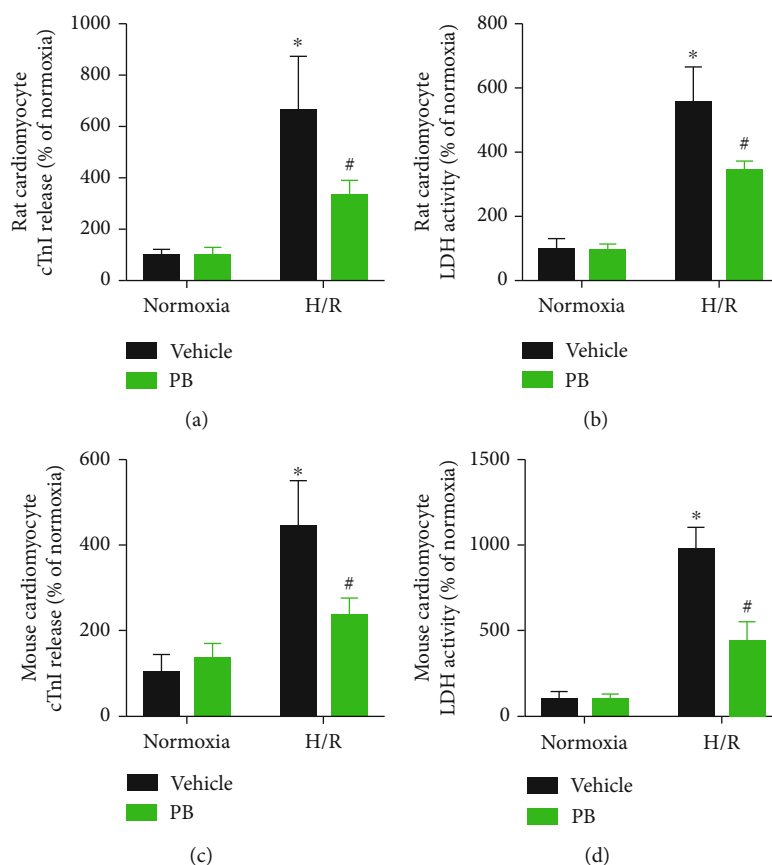 Rat cardiomyocyte
cTnI release (% of normoxia)
1000
800
600
400
200
0
*
#
Normoxia
H/R
Vehicle
PB
(a)
Rat cardiomyocyte
LDH activity (% of normoxia)
800
600
400
200
0
*
#
Normoxia
H/R
Vehicle
PB
(b)
Mouse cardiomyocyte
cTnI release (% of normoxia)
600
400
200
0
*
#
Normoxia
H/R
Vehicle
PB
(c)
Mouse cardiomyocyte
LDH activity (% of normoxia)
1500
1000
500
0
*
#
Normoxia
H/R
Vehicle
PB
(d)